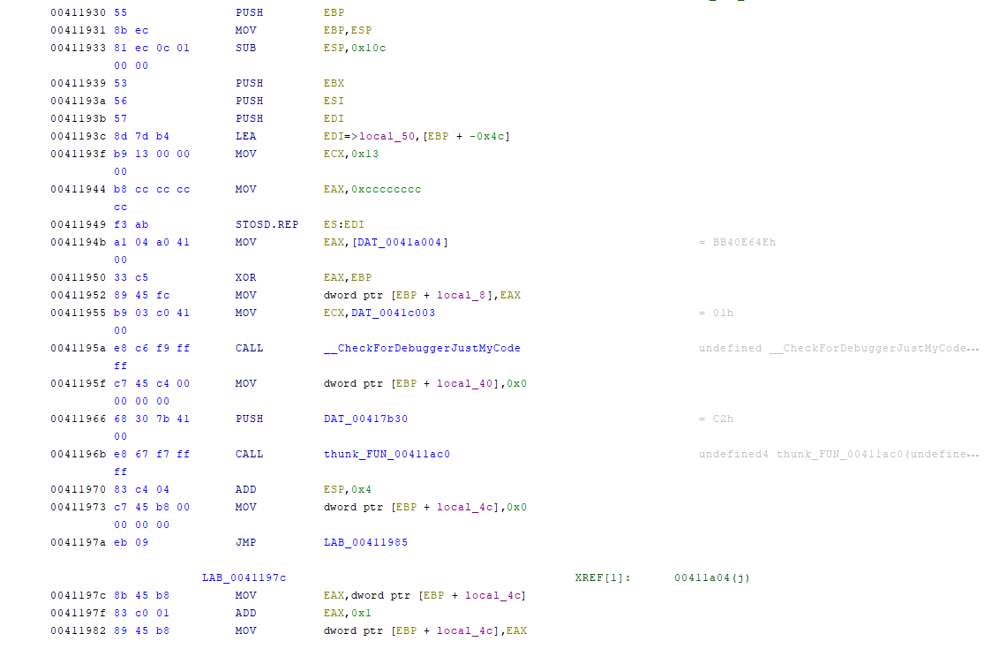 00411930 55 PUSH EBP
00411931 8b ec MOV EBP,ESP
00411933 81 ec 0c 01 SUB ESP,0x10c
00 00
00411939 53 PUSH EBX
0041193a 56 PUSH ESI
0041193b 57 PUSH EDI
0041193c 8d 7d b4 LEA EDI=>local_50,[EBP + -0x4c]
0041193f b9 13 00 00 MOV ECX,0x13
00
00411944 b8 cc cc cc MOV EAX,0xcccccccc
cc
00411949 f3 ab STOSD.REP ES:EDI
0041194b a1 04 a0 41 MOV EAX,[DAT_0041a004] = BB40E64Eh
00
00411950 33 c5 XOR EAX,EBP
00411952 89 45 fc MOV dword ptr [EBP + local_8],EAX
00411955 b9 03 c0 41 MOV ECX,DAT_0041c003 = 01h
00
0041195a e8 c6 f9 ff CALL __CheckForDebuggerJustMyCode undefined __CheckForDebuggerJustMyCode...
ff
0041195f c7 45 c4 00 MOV dword ptr [EBP + local_40],0x0
00 00 00
00411966 68 30 7b 41 PUSH DAT_00417b30 = C2h
00
0041196b e8 67 f7 ff CALL thunk_FUN_00411ac0 undefined4 thunk_FUN_00411ac0(undefine...
ff
00411970 83 c4 04 ADD ESP,0x4
00411973 c7 45 b8 00 MOV dword ptr [EBP + local_4c],0x0
00 00 00
0041197a eb 09 JMP LAB_00411985
LAB_0041197c XREF[1]: 00411a04(j)
0041197c 8b 45 b8 MOV EAX,dword ptr [EBP + local_4c]
0041197f 83 c0 01 ADD EAX,0x1
00411982 89 45 b8 MOV dword ptr [EBP + local_4c],EAX